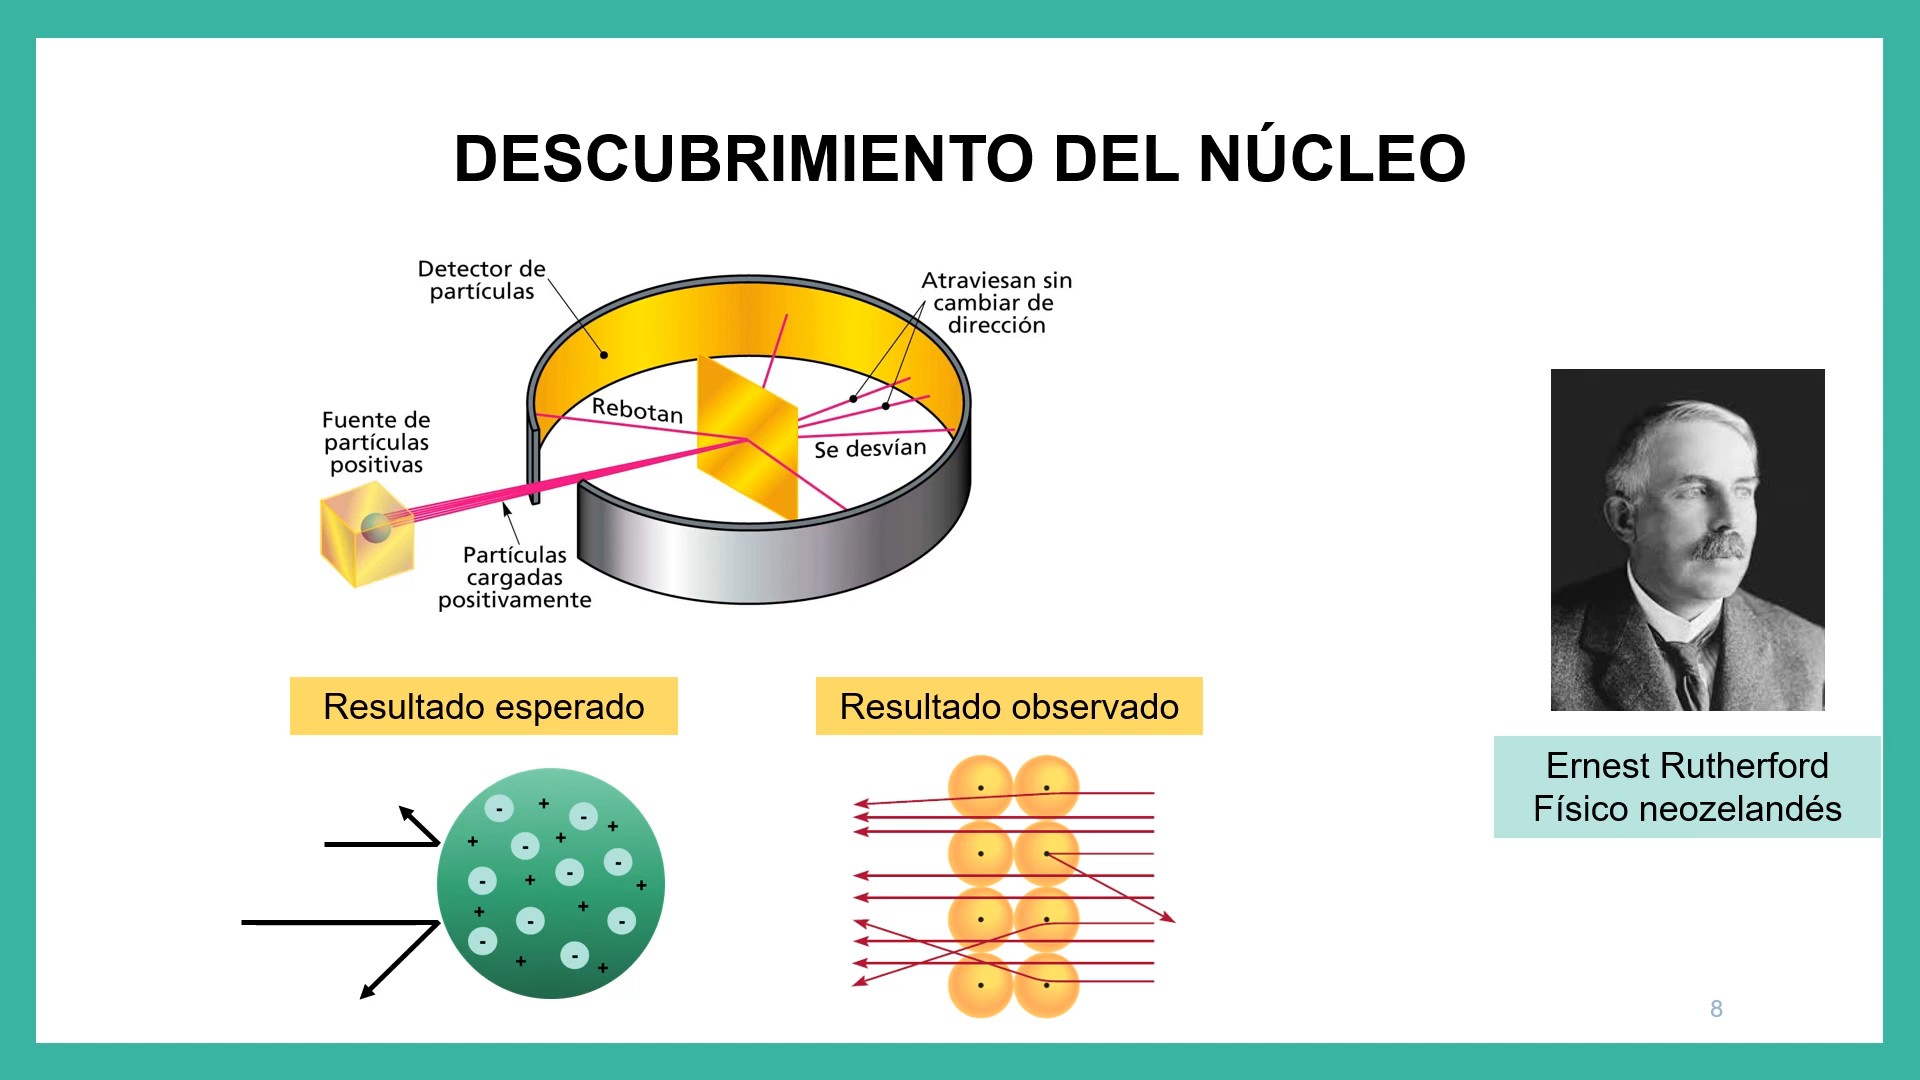 DESCUBRIMIENTO DEL NÚCLEO
Detector de
partículas
Atraviesan sin
cambiar de
dirección
Rebotan
Se desvían
Fuente de
partículas
positivas
Partículas
cargadas
positivamente
Resultado esperado
Resultado observado
Ernest Rutherford
Físico neozelandés
8